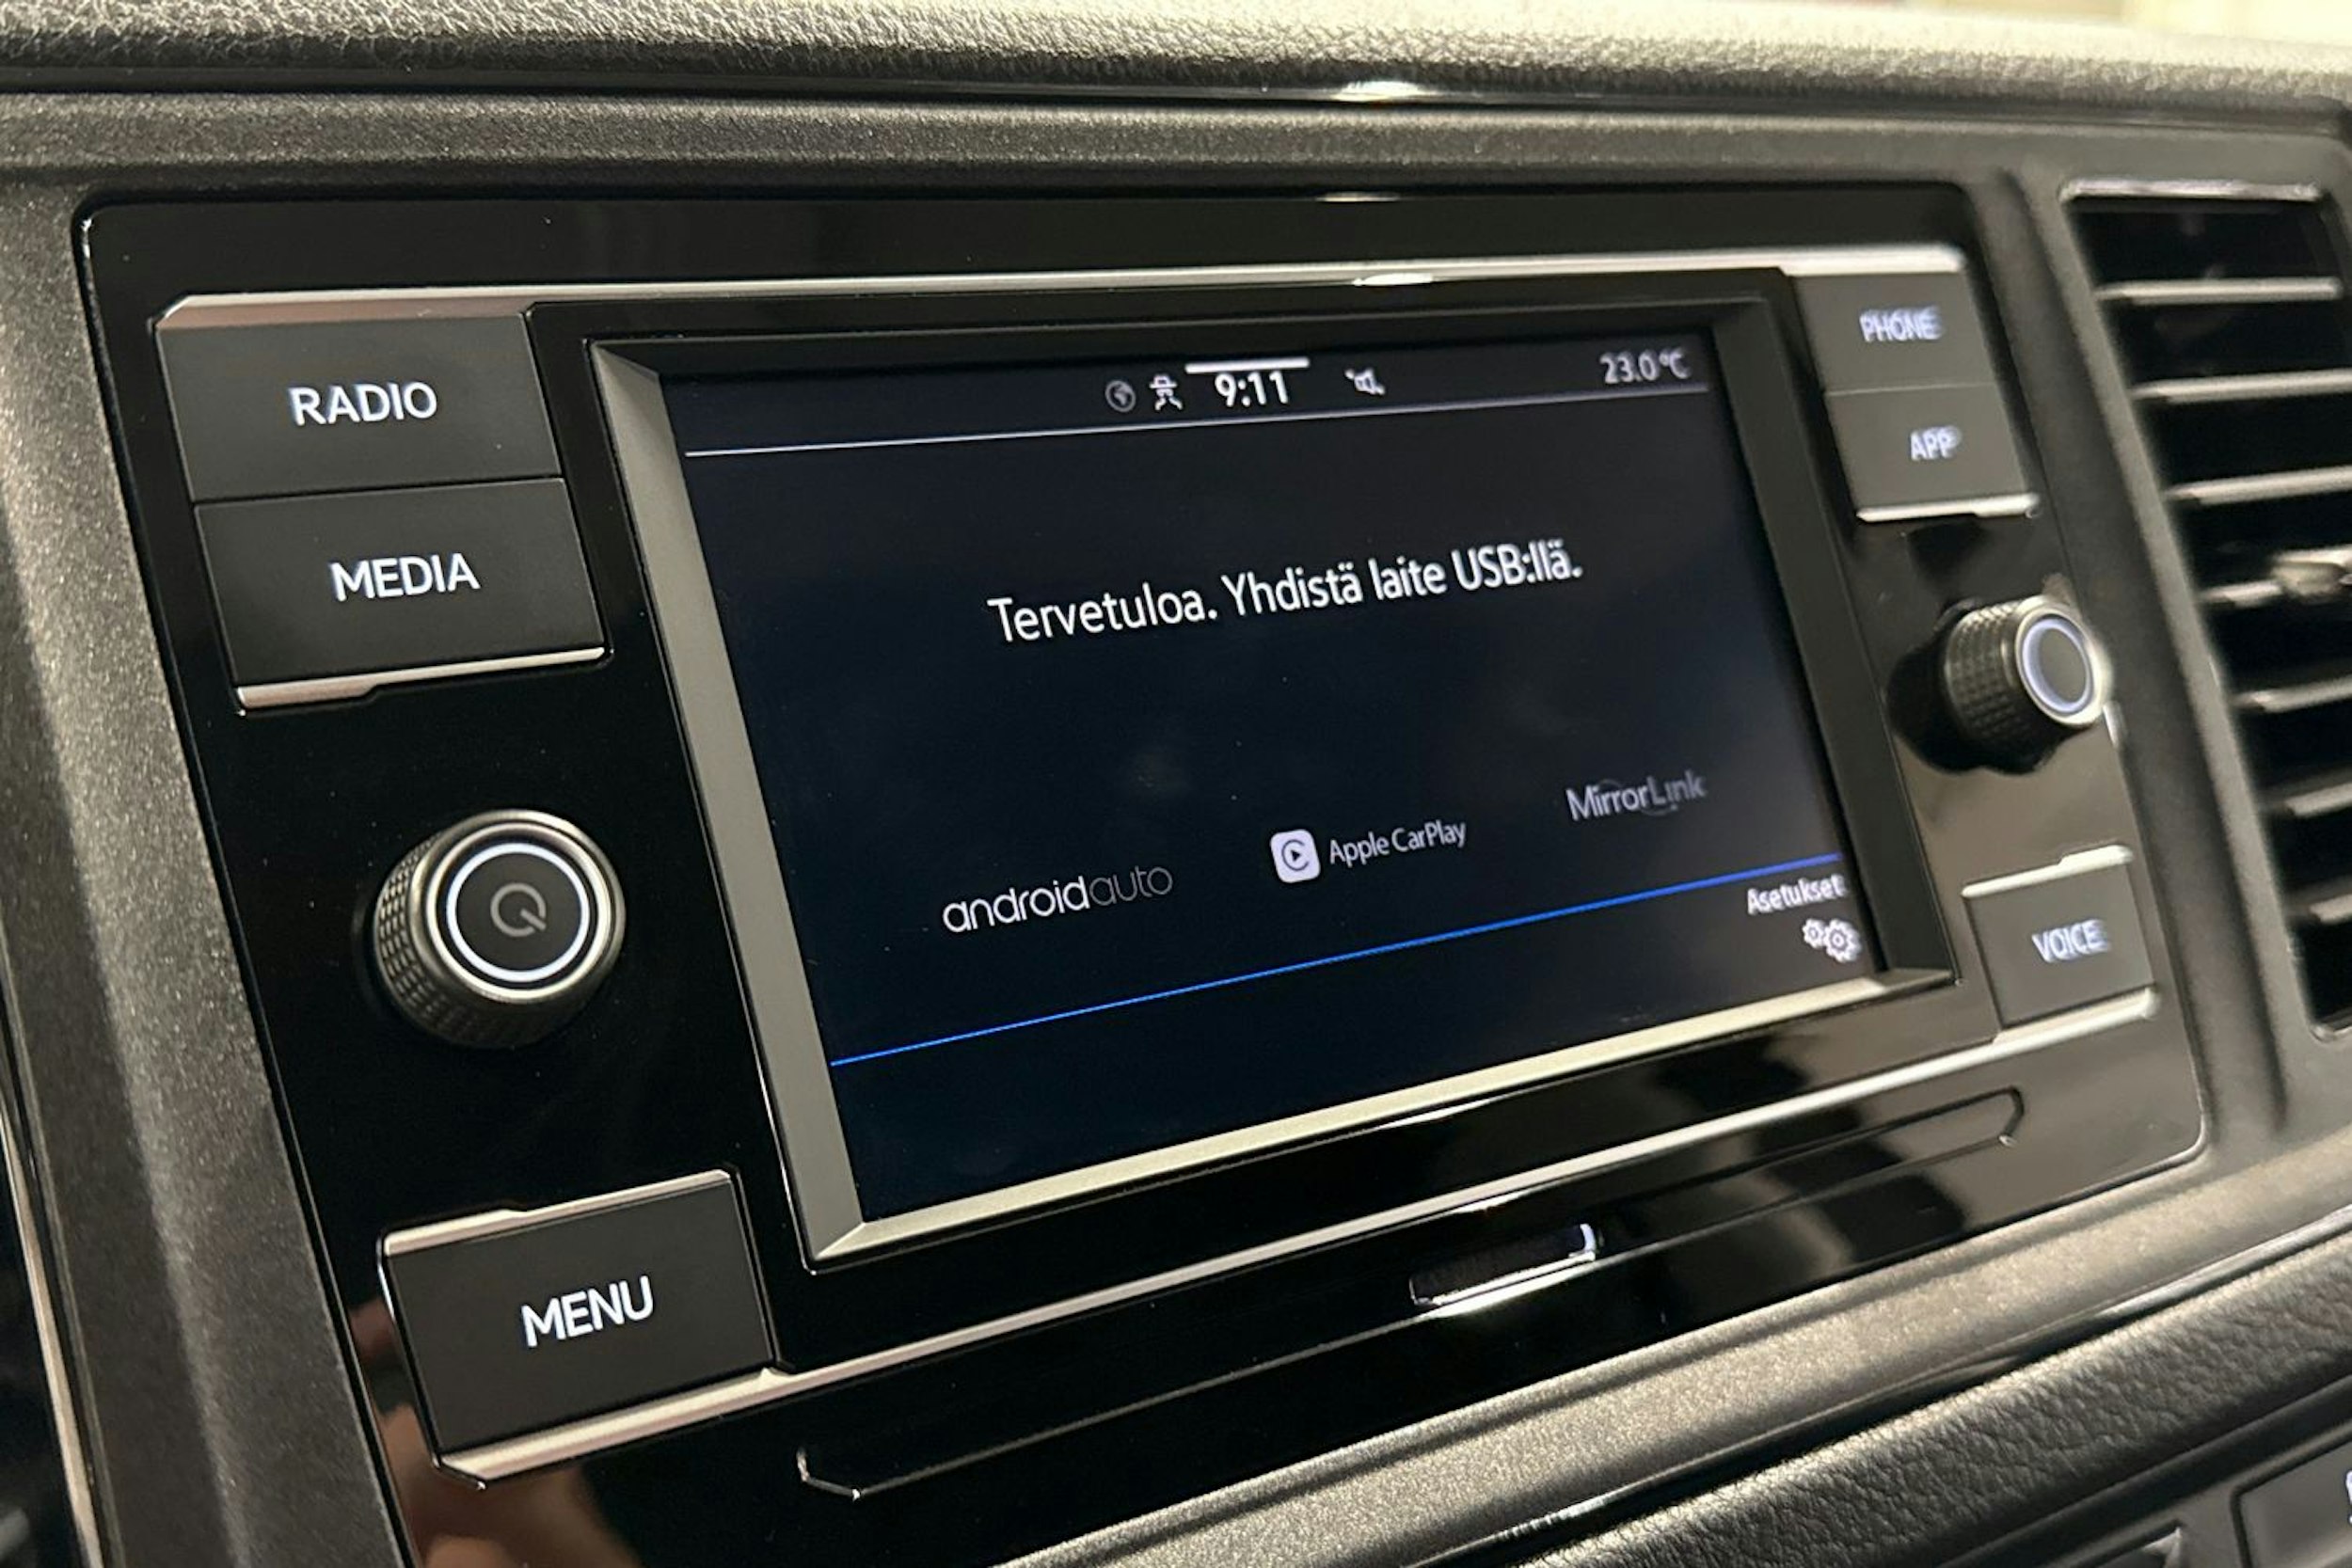 RADIO
MEDIA
MENU
9:11
23.0°C
Tervetuloa. Yhdistä laite USB:llä.
androidauto
Apple CarPlay
MirrorLink
Asetukset
PHONE
APP
VOICE